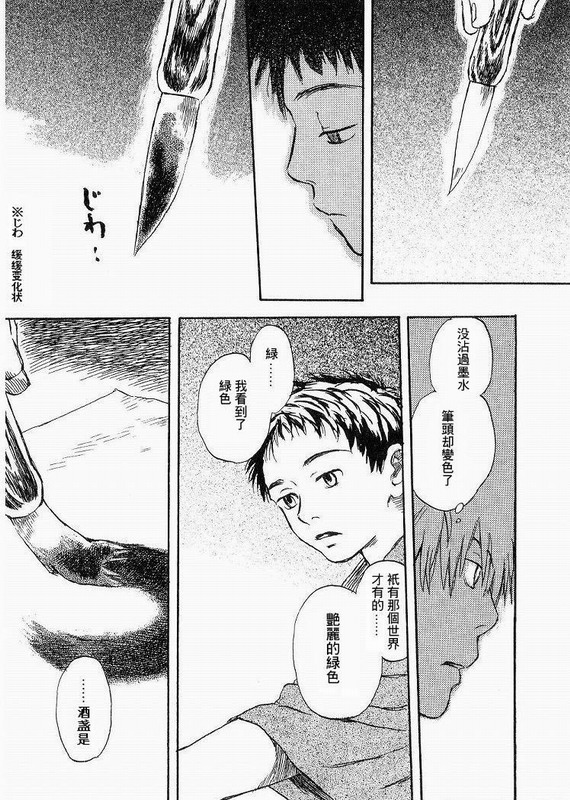 じわ…
※じわ 缓缓变化状
没沾過墨水
筆頭却變色了
綠……
我看到了
綠色
衹有那個世界
才有的……
艷麗的綠色
……酒盞是